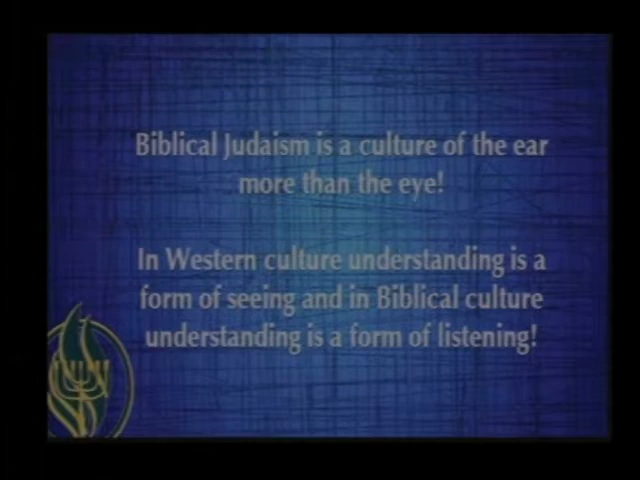 Biblical Judaism is a culture of the ear
more than the eye!
In Western culture understanding is a
form of seeing and in Biblical culture
understanding is a form of listening!